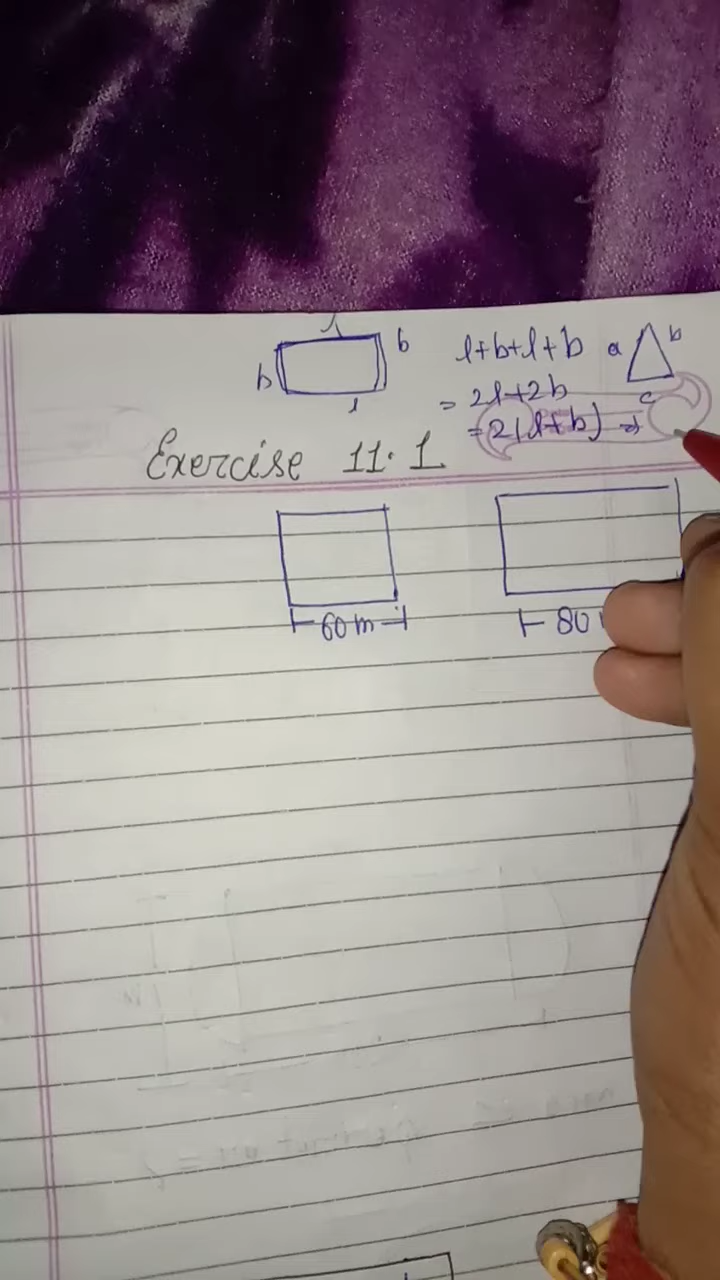 l b l+b+l+b a b
b = 2l+2b
l = 2(l+b) c
Exercise 11.1
60 m 80